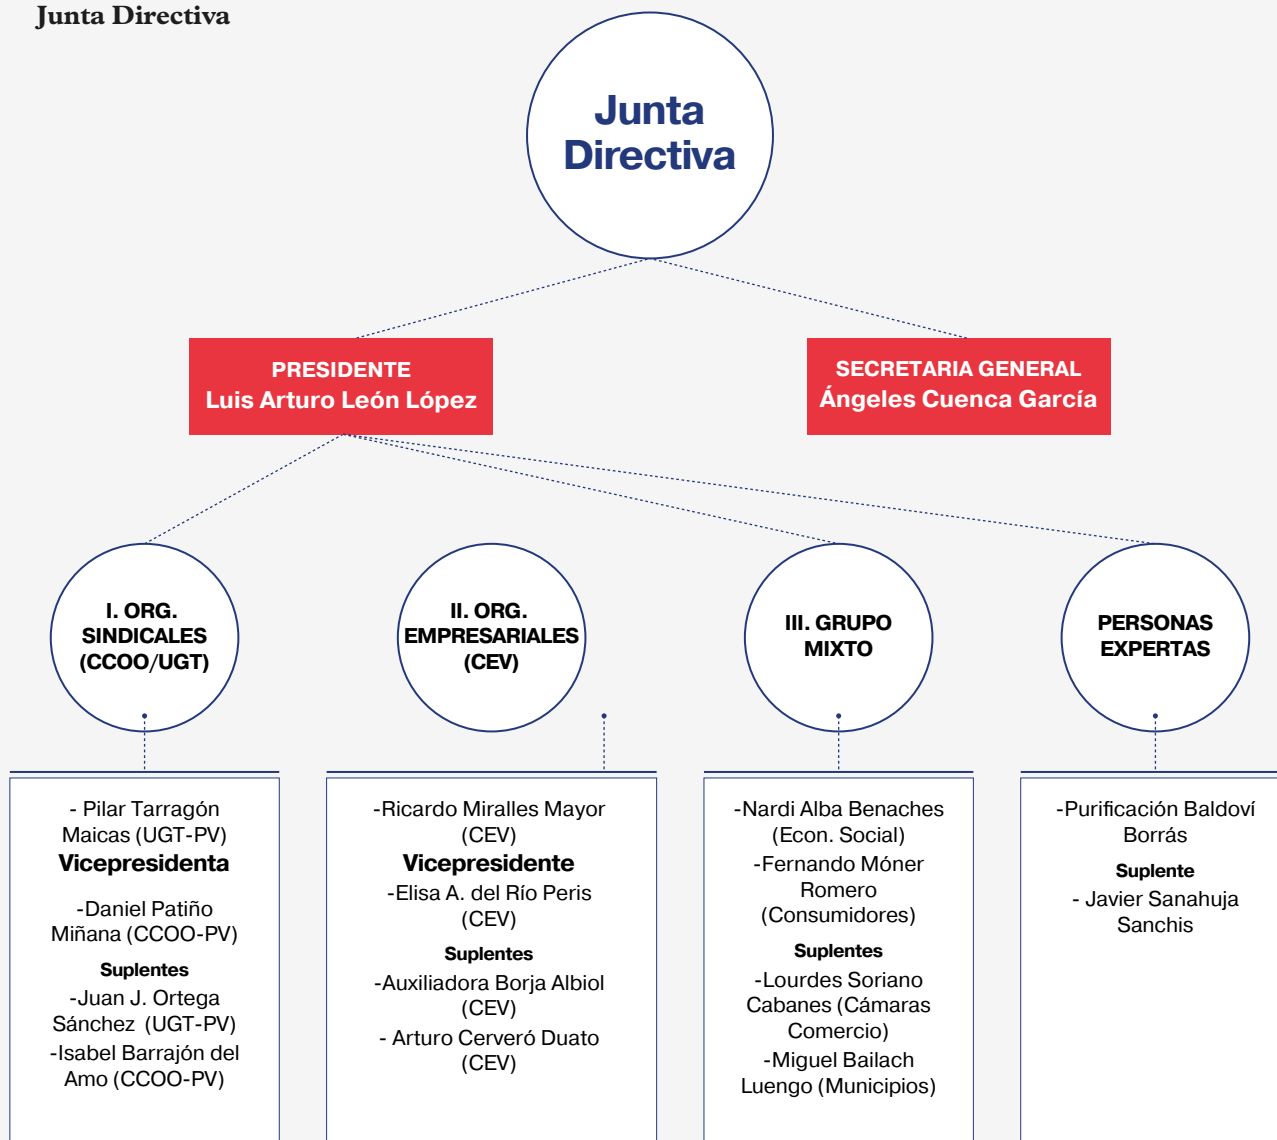 Junta Directiva
Junta
Directiva
PRESIDENTE
Luis Arturo León López
SECRETARIA GENERAL
Ángeles Cuenca García
I. ORG.
SINDICALES
(CCOO/UGT)
II. ORG.
EMPRESARIALES
(CEV)
III. GRUPO
MIXTO
PERSONAS
EXPERTAS
- Pilar Tarragón
Maicas (UGT-PV)
Vicepresidenta
-Daniel Patiño
Miñana (CCOO-PV)
Suplentes
-Juan J. Ortega
Sánchez (UGT-PV)
-Isabel Barrajón del
Amo (CCOO-PV)
-Ricardo Miralles Mayor
(CEV)
Vicepresidente
-Elisa A. del Río Peris
(CEV)
Suplentes
-Auxiliadora Borja Albiol
(CEV)
- Arturo Cerveró Duato
(CEV)
-Nardi Alba Benaches
(Econ. Social)
-Fernando Móner
Romero
(Consumidores)
Suplentes
-Lourdes Soriano
Cabanes (Cámaras
Comercio)
-Miguel Bailach
Luengo (Municipios)
-Purificación Baldoví
Borrás
Suplente
- Javier Sanahuja
Sanchis